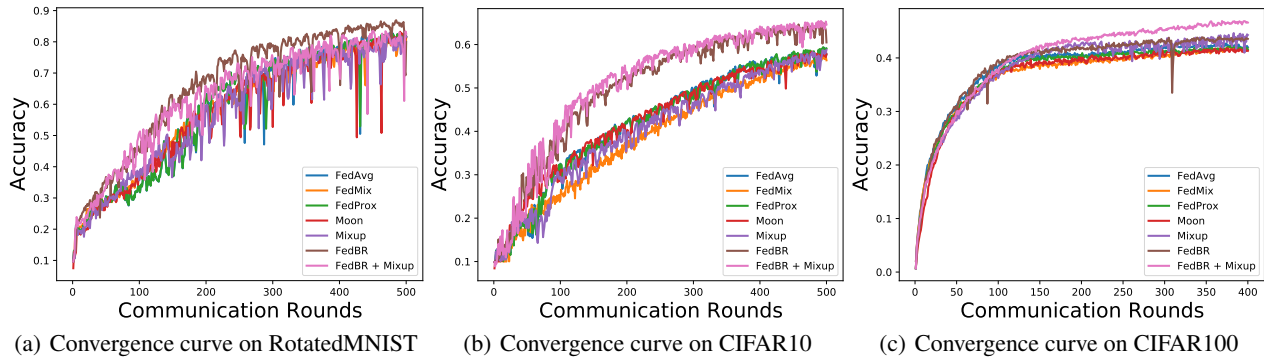 0.9
0.8
0.7
0.6
0.5
0.4
0.3
0.2
0.1
Accuracy
FedAvg
FedMix
FedProx
Moon
Mixup
FedBR
FedBR + Mixup
0 100 200 300 400 500
Communication Rounds
(a) Convergence curve on RotatedMNIST
0.6
0.5
0.4
0.3
0.2
0.1
Accuracy
FedAvg
FedMix
FedProx
Moon
Mixup
FedBR
FedBR + Mixup
0 100 200 300 400 500
Communication Rounds
(b) Convergence curve on CIFAR10
0.4
0.3
0.2
0.1
0.0
Accuracy
FedAvg
FedMix
FedProx
Moon
Mixup
FedBR
FedBR + Mixup
0 50 100 150 200 250 300 350 400
Communication Rounds
(c) Convergence curve on CIFAR100